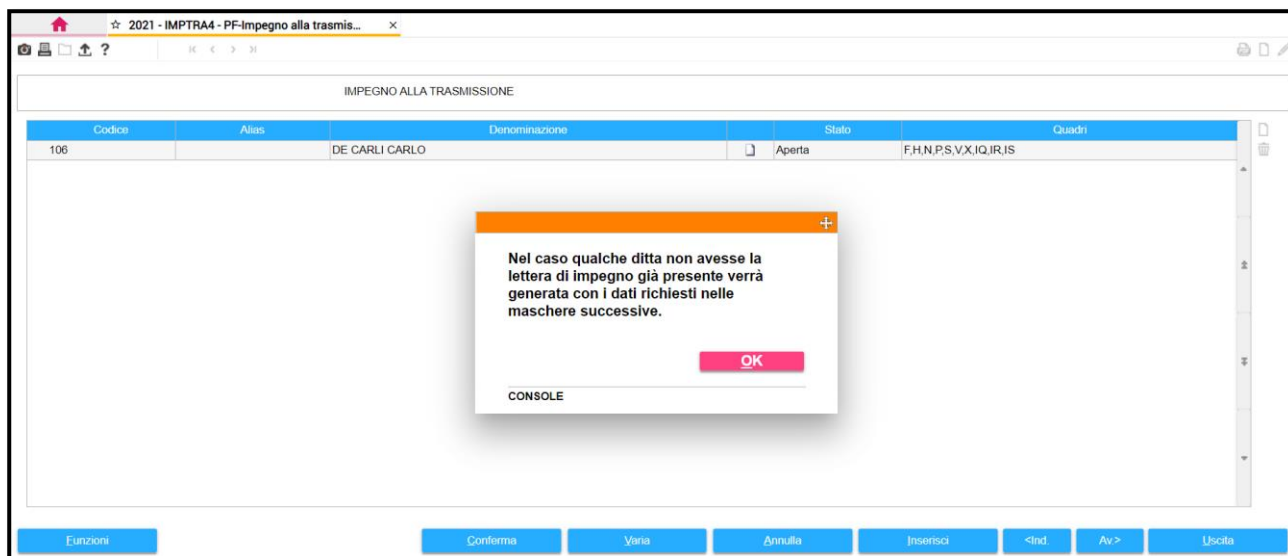 ☆ 2021 - IMPTRA4 - PF-Impegno alla trasmis... ×
?
IMPEGNO ALLA TRASMISSIONE
Codice Alias Denominazione Stato Quadri
106 DE CARLI CARLO Aperta F,H,N,P,S,V,X,IQ,IR,IS
Nel caso qualche ditta non avesse la
lettera di impegno già presente verrà
generata con i dati richiesti nelle
maschere successive.
OK
CONSOLE
Funzioni Conferma Varia Annulla Inserisci <Ind. Av.> Uscita